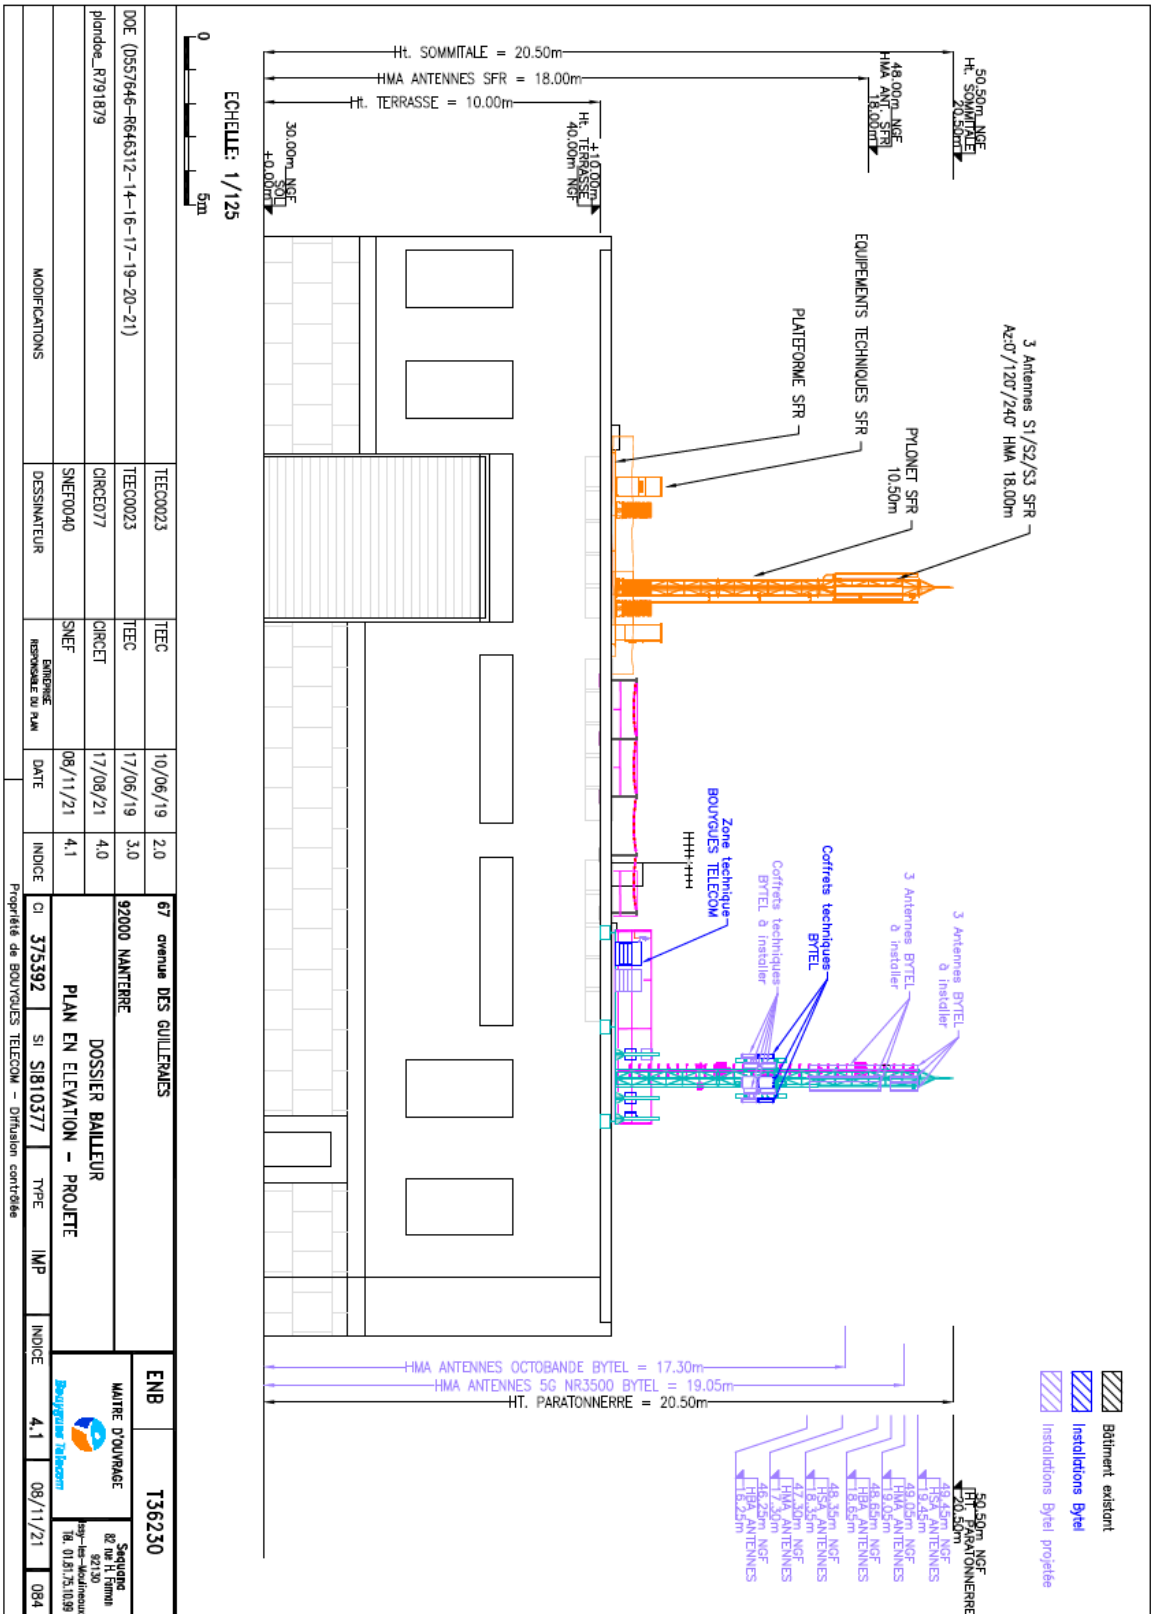 Bâtiment existant
Installations Bytel
Installations Bytel projetée
50.50m NGF
Ht. SOMMITALE
20.50m
48.00m NGF
HMA ANT. SFR
18.00m
+10.00m
Ht. TERRASSE
40.00m NGF
30.00m NGF
SOL
+0.00m
Ht. SOMMITALE = 20.50m
HMA ANTENNES SFR = 18.00m
Ht. TERRASSE = 10.00m
3 Antennes S1/S2/S3 SFR
Az:0°/120°/240° HMA 18.00m
PYLONET SFR
10.50m
EQUIPEMENTS TECHNIQUES SFR
PLATEFORME SFR
3 Antennes BYTEL
à installer
3 Antennes BYTEL
à installer
Coffrets techniques
BYTEL
Coffrets techniques
BYTEL à installer
Zone technique
BOUYGUES TELECOM
HMA ANTENNES OCTOBANDE BYTEL = 17.30m
HMA ANTENNES 5G NR3500 BYTEL = 19.05m
HT. PARATONNERRE = 20.50m
50.50m NGF
HT. PARATONNERRE
20.50m
49.45m NGF
HSA ANTENNES
19.45m
49.05m NGF
HMA ANTENNES
19.05m
48.65m NGF
HBA ANTENNES
18.65m
48.35m NGF
HSA ANTENNES
18.35m
47.30m NGF
HMA ANTENNES
17.30m
46.25m NGF
HBA ANTENNES
16.25m
ECHELLE: 1/125
0
5m
TEEC0023 TEEC 10/06/19 2.0
DOE (D557646-R646312-14-16-17-19-20-21) TEEC0023 TEEC 17/06/19 3.0
plandoe_R791879 CIRCE077 CIRCET 17/08/21 4.0
SNEF0040 SNEF 08/11/21 4.1
MODIFICATIONS DESSINATEUR ENTREPRISE RESPONSABLE DU PLAN DATE INDICE
67 avenue DES GUILLERAIES
92000 NANTERRE
DOSSIER BAILLEUR
PLAN EN ELEVATION - PROJETE
CI 375392 SI SI810377 TYPE IMP INDICE 4.1 08/11/21 084
ENB T36230
MAITRE D'OUVRAGE
Bouygues Telecom
Sequana
82 rue H. Farman
92130
Issy-les-Moulineaux
Tél. 01.81.75.10.99
Propriété de BOUYGUES TELECOM - Diffusion contrôlée